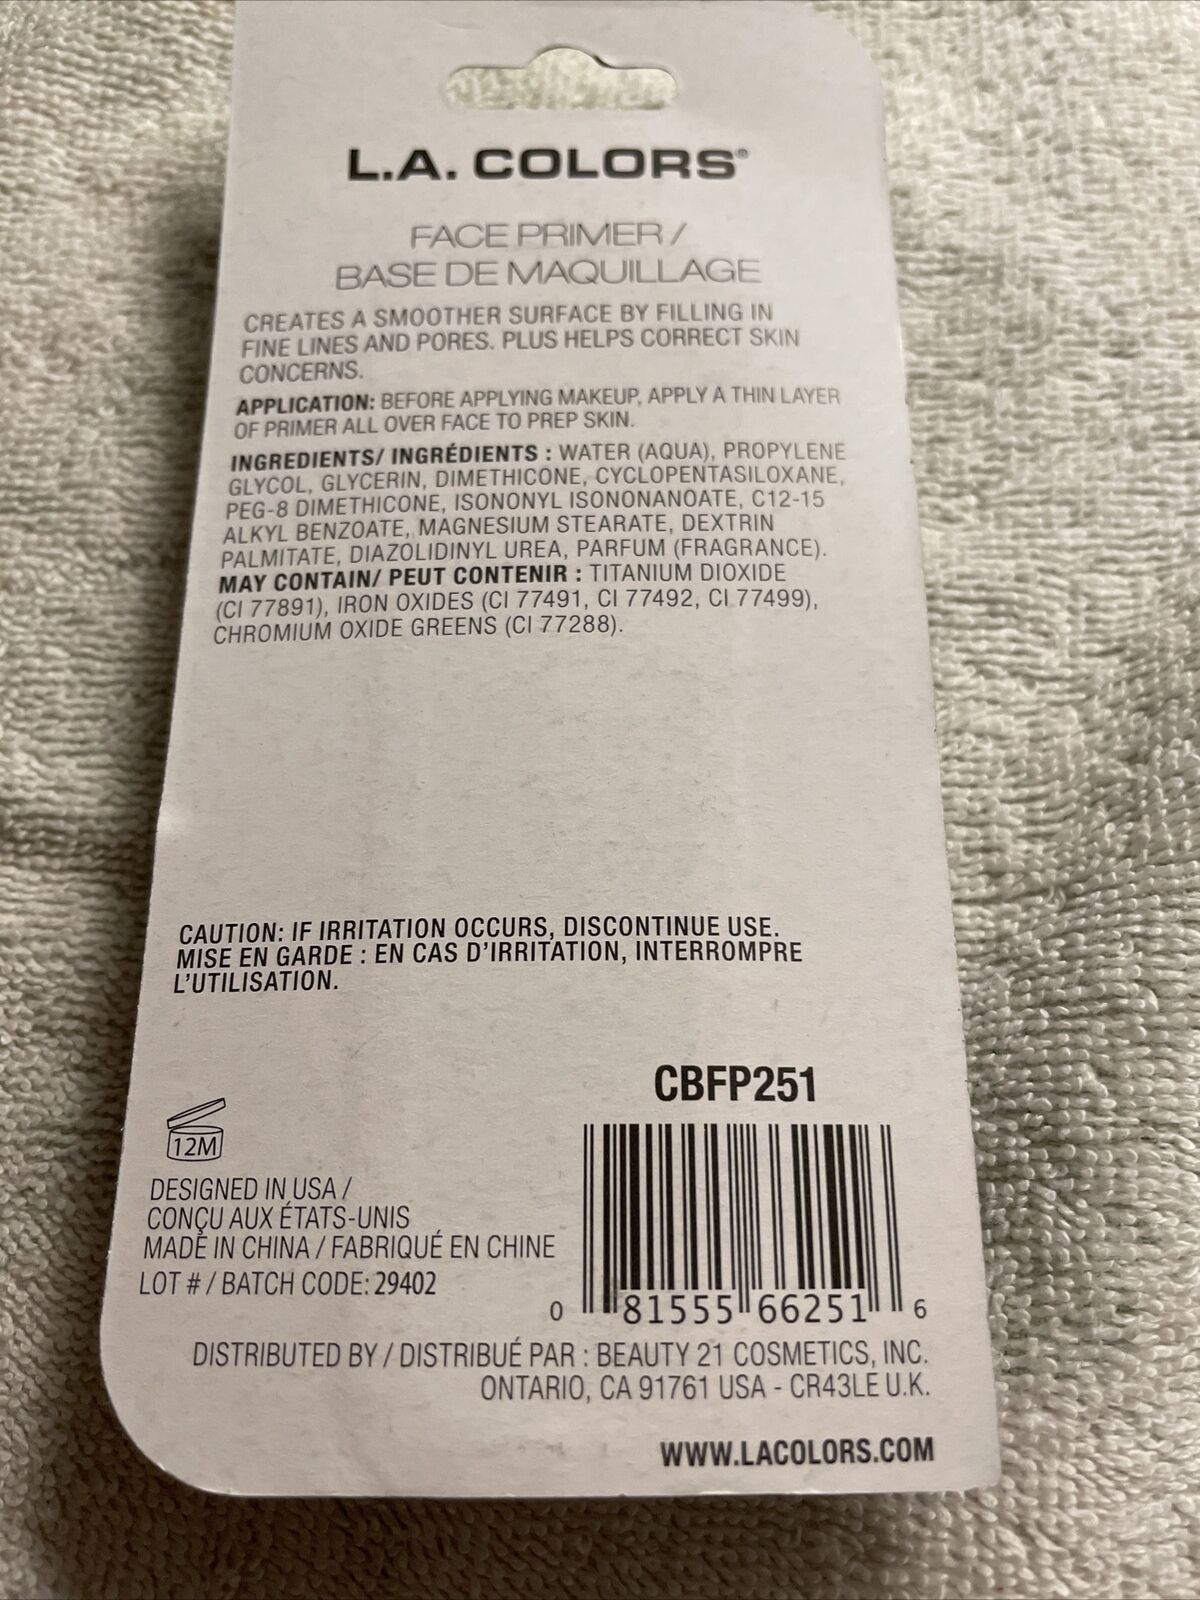 L.A. COLORS®
FACE PRIMER /
BASE DE MAQUILLAGE
CREATES A SMOOTHER SURFACE BY FILLING IN
FINE LINES AND PORES. PLUS HELPS CORRECT SKIN
CONCERNS.
APPLICATION: BEFORE APPLYING MAKEUP, APPLY A THIN LAYER
OF PRIMER ALL OVER FACE TO PREP SKIN.
INGREDIENTS/ INGRÉDIENTS : WATER (AQUA), PROPYLENE
GLYCOL, GLYCERIN, DIMETHICONE, CYCLOPENTASILOXANE,
PEG-8 DIMETHICONE, ISONONYL ISONONANOATE, C12-15
ALKYL BENZOATE, MAGNESIUM STEARATE, DEXTRIN
PALMITATE, DIAZOLIDINYL UREA, PARFUM (FRAGRANCE).
MAY CONTAIN/ PEUT CONTENIR : TITANIUM DIOXIDE
(CI 77891), IRON OXIDES (CI 77491, CI 77492, CI 77499),
CHROMIUM OXIDE GREENS (CI 77288).
CAUTION: IF IRRITATION OCCURS, DISCONTINUE USE.
MISE EN GARDE : EN CAS D'IRRITATION, INTERROMPRE
L'UTILISATION.
CBFP251
12M
DESIGNED IN USA /
CONÇU AUX ÉTATS-UNIS
MADE IN CHINA / FABRIQUÉ EN CHINE
LOT # / BATCH CODE: 29402
0 81555 66251 6
DISTRIBUTED BY / DISTRIBUÉ PAR : BEAUTY 21 COSMETICS, INC.
ONTARIO, CA 91761 USA - CR43LE U.K.
WWW.LACOLORS.COM